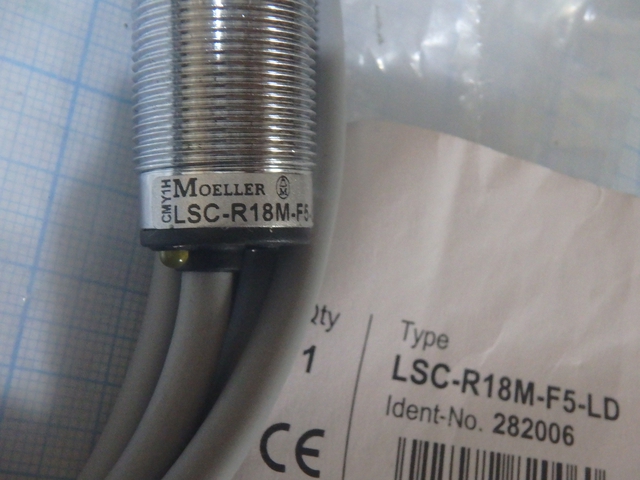 CMY1H
MOELLER
LSC-R18M-F5-
Qty
1
Type
LSC-R18M-F5-LD
Ident-No. 282006
CE